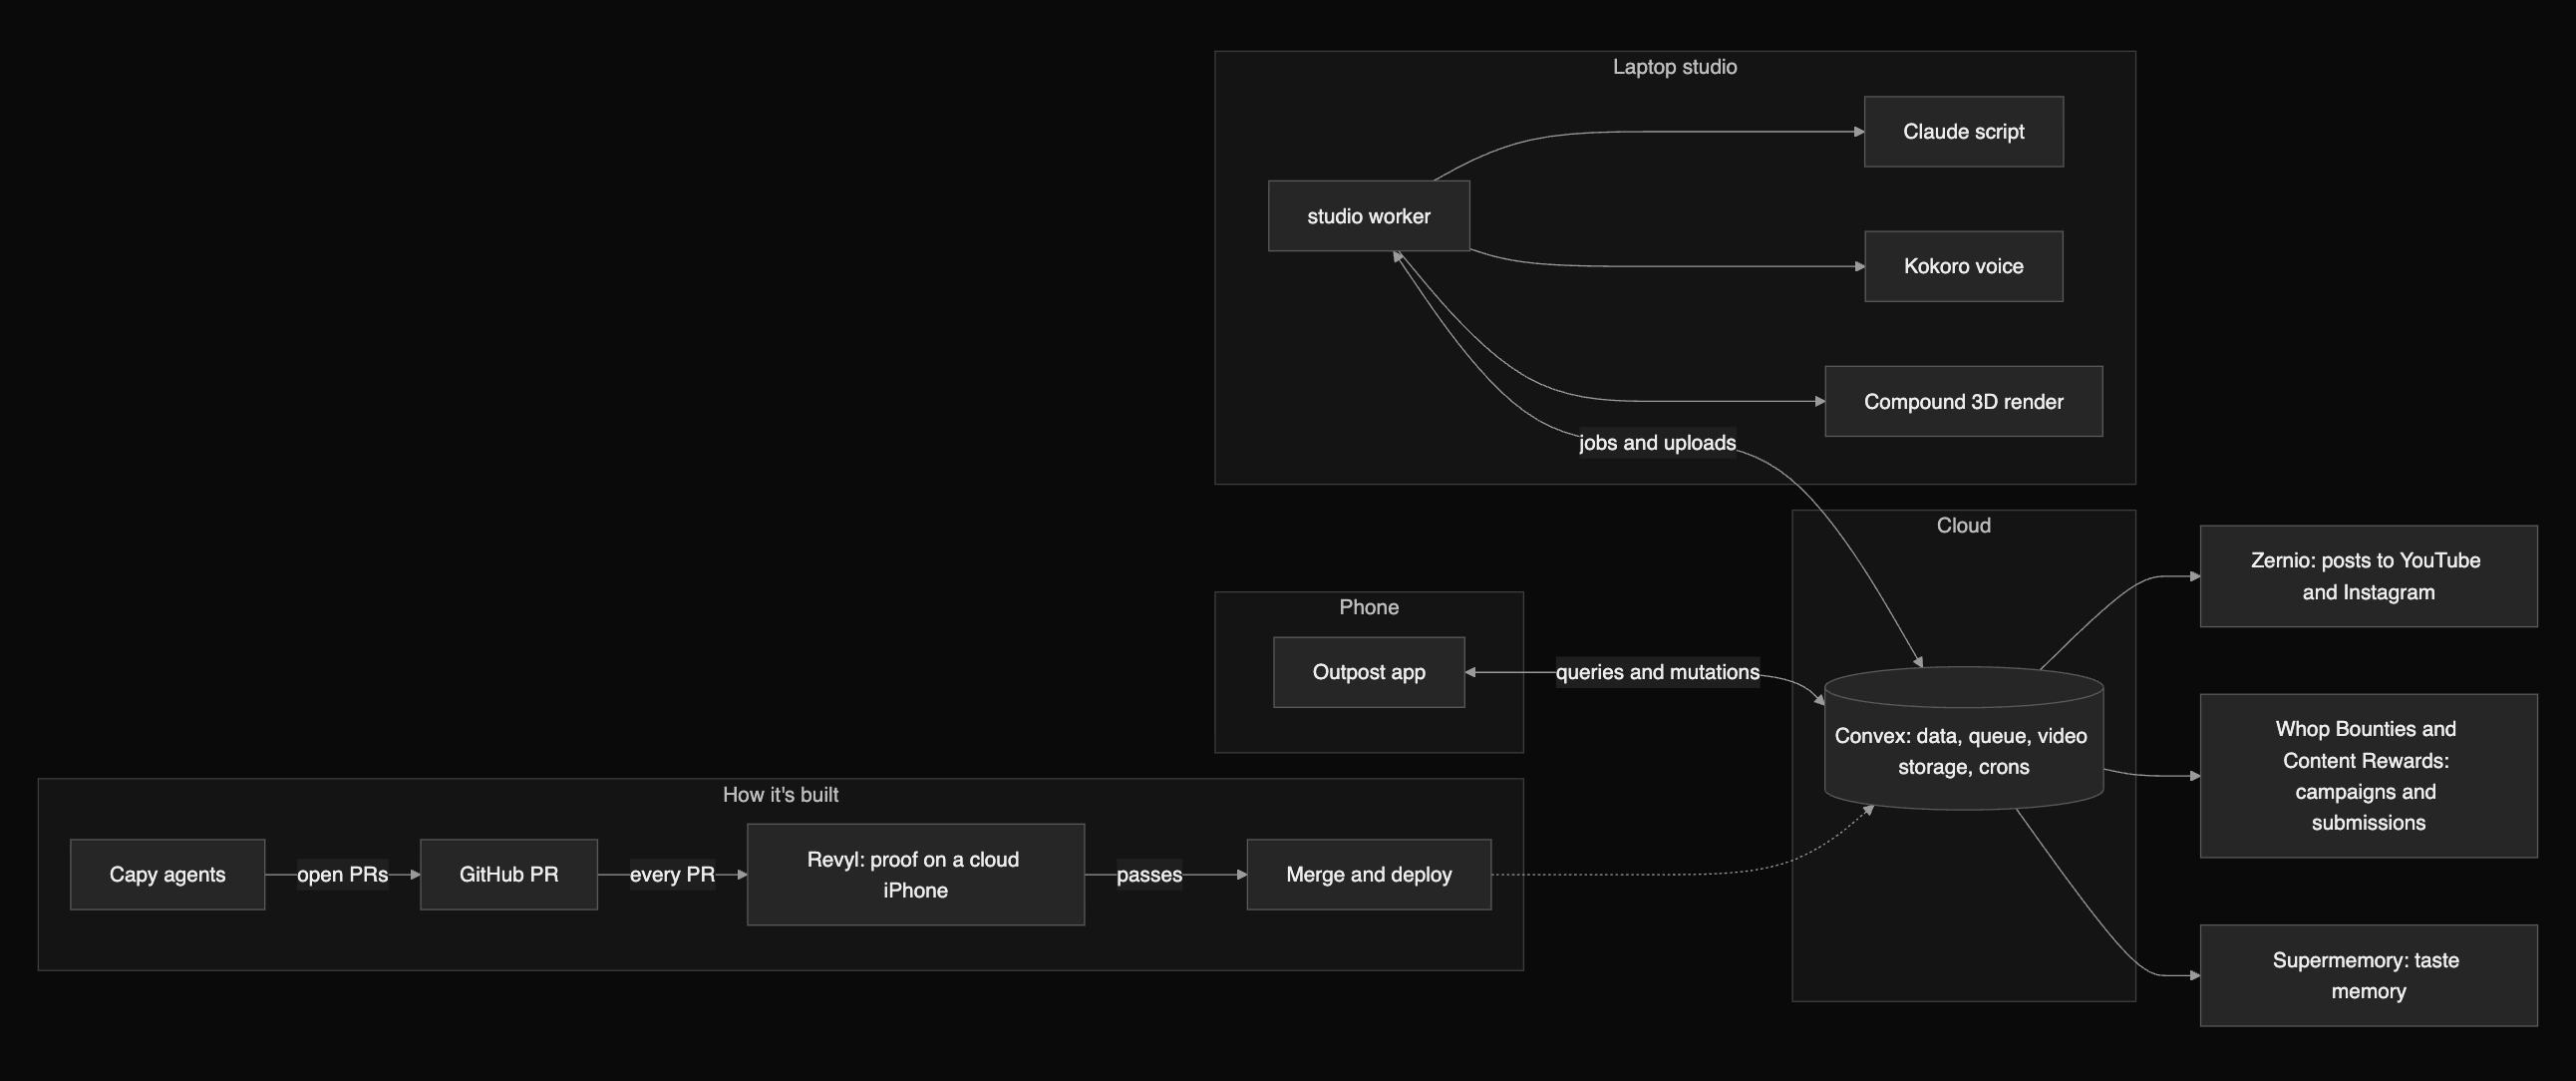 Laptop studio
Claude script
studio worker
Kokoro voice
Compound 3D render
jobs and uploads
Cloud
Zernio: posts to YouTube
and Instagram
Phone
Outpost app
queries and mutations
Convex: data, queue, video
storage, crons
Whop Bounties and
Content Rewards:
campaigns and
submissions
How it's built
Capy agents
open PRs
GitHub PR
every PR
Revyl: proof on a cloud
iPhone
passes
Merge and deploy
Supermemory: taste
memory